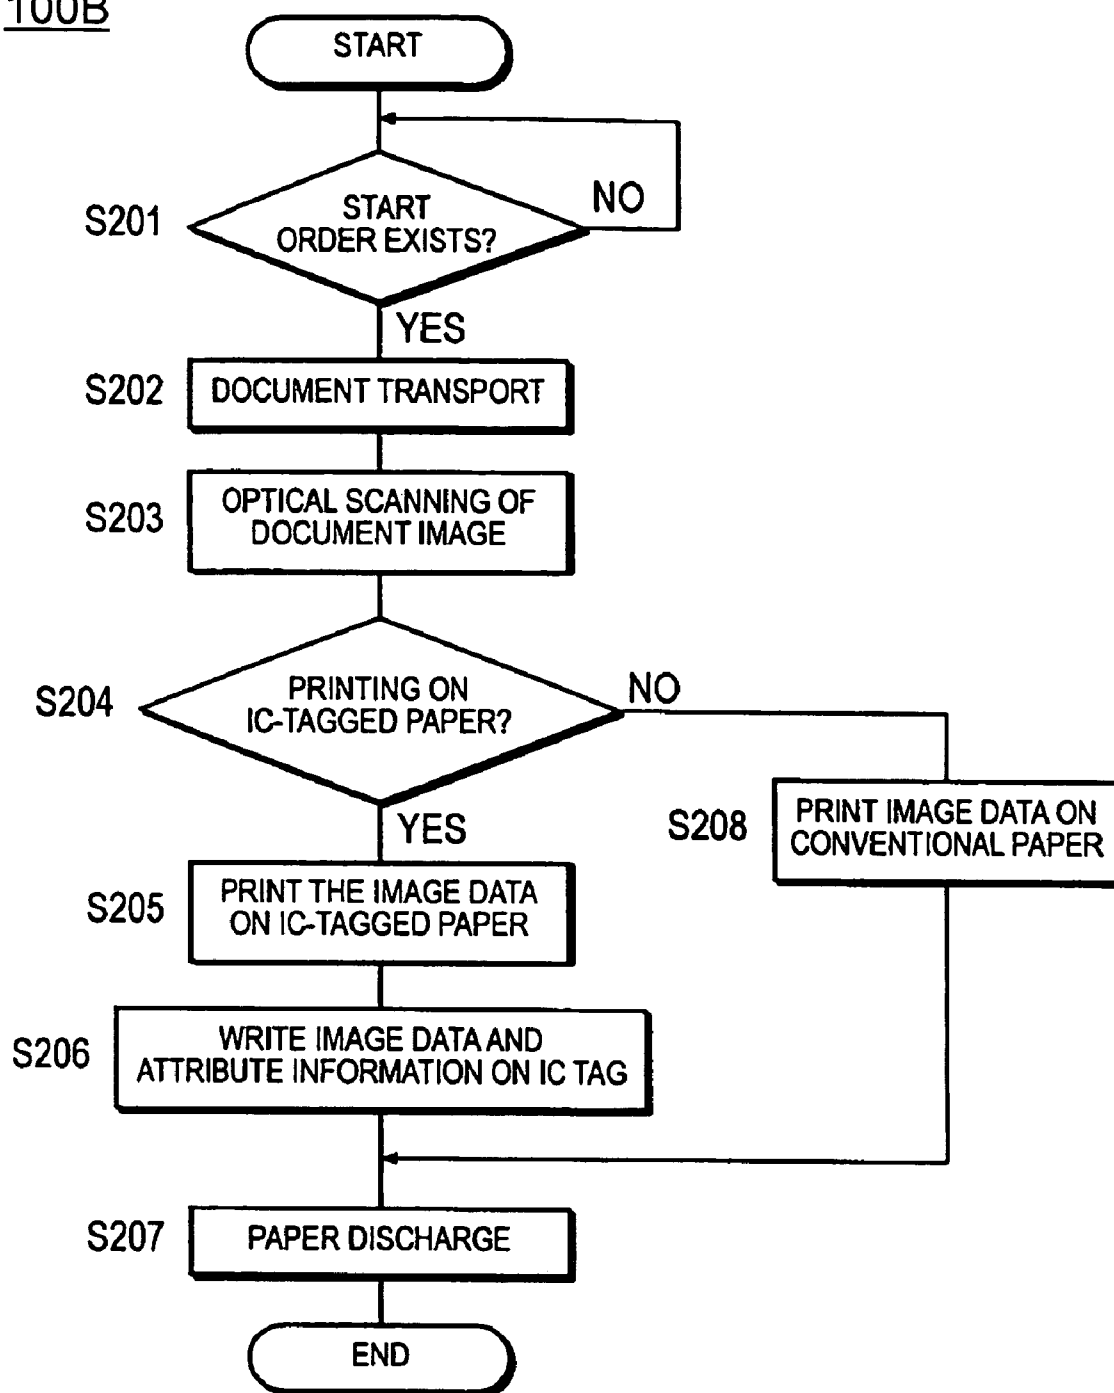 100B
START
S201
START
ORDER EXISTS?
NO
YES
S202
DOCUMENT TRANSPORT
S203
OPTICAL SCANNING OF
DOCUMENT IMAGE
S204
PRINTING ON
IC-TAGGED PAPER?
NO
YES
S208
PRINT IMAGE DATA ON
CONVENTIONAL PAPER
S205
PRINT THE IMAGE DATA
ON IC-TAGGED PAPER
S206
WRITE IMAGE DATA AND
ATTRIBUTE INFORMATION ON IC TAG
S207
PAPER DISCHARGE
END